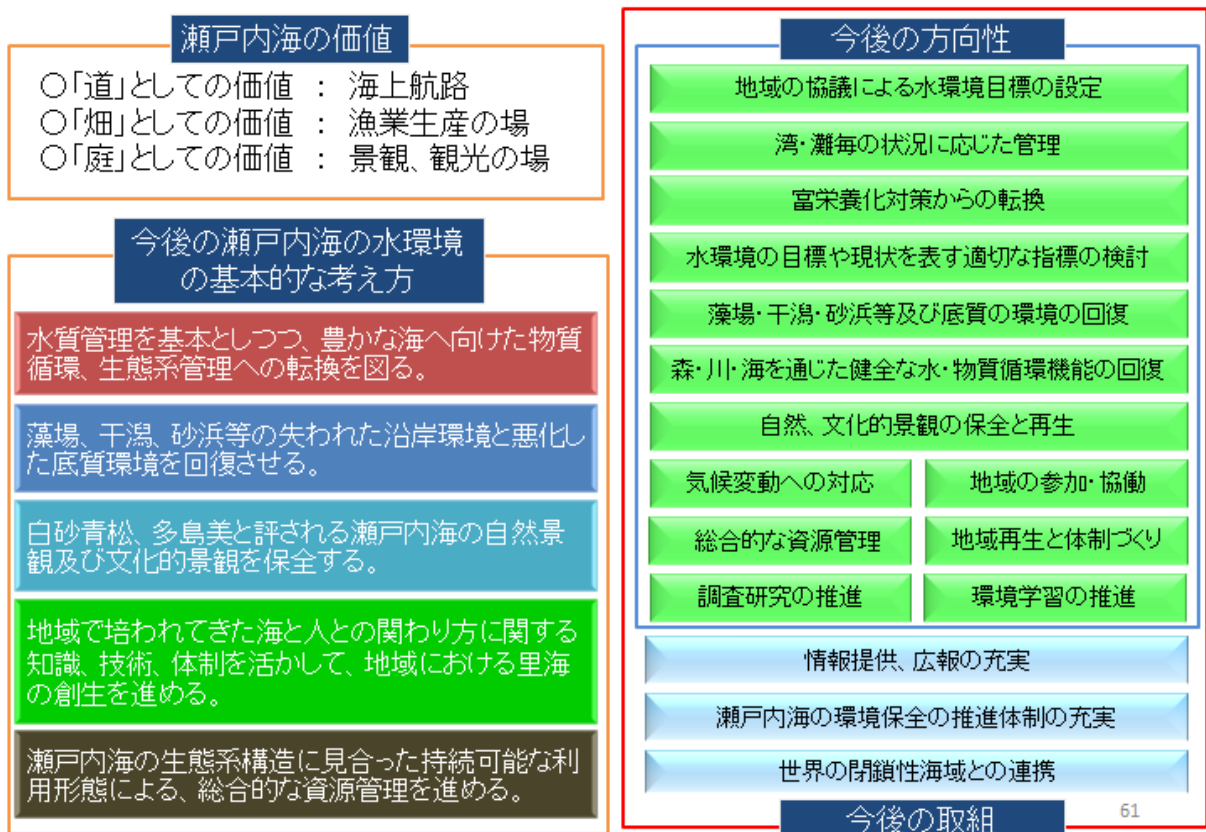 瀬戸内海の価値
○「道」としての価値 ： 海上航路
○「畑」としての価値 ： 漁業生産の場
○「庭」としての価値 ： 景観、観光の場
今後の瀬戸内海の水環境
の基本的な考え方
水質管理を基本としつつ、豊かな海へ向けた物質
循環、生態系管理への転換を図る。
藻場、干潟、砂浜等の失われた沿岸環境と悪化し
た底質環境を回復させる。
白砂青松、多島美と評される瀬戸内海の自然景
観及び文化的景観を保全する。
地域で培われてきた海と人との関わり方に関する
知識、技術、体制を活かして、地域における里海
の創生を進める。
瀬戸内海の生態系構造に見合った持続可能な利
用形態による、総合的な資源管理を進める。
今後の方向性
地域の協議による水環境目標の設定
湾・灘毎の状況に応じた管理
富栄養化対策からの転換
水環境の目標や現状を表す適切な指標の検討
藻場・干潟・砂浜等及び底質の環境の回復
森・川・海を通じた健全な水・物質循環機能の回復
自然、文化的景観の保全と再生
気候変動への対応
地域の参加・協働
総合的な資源管理
地域再生と体制づくり
調査研究の推進
環境学習の推進
情報提供、広報の充実
瀬戸内海の環境保全の推進体制の充実
世界の閉鎖性海域との連携
今後の取組
61